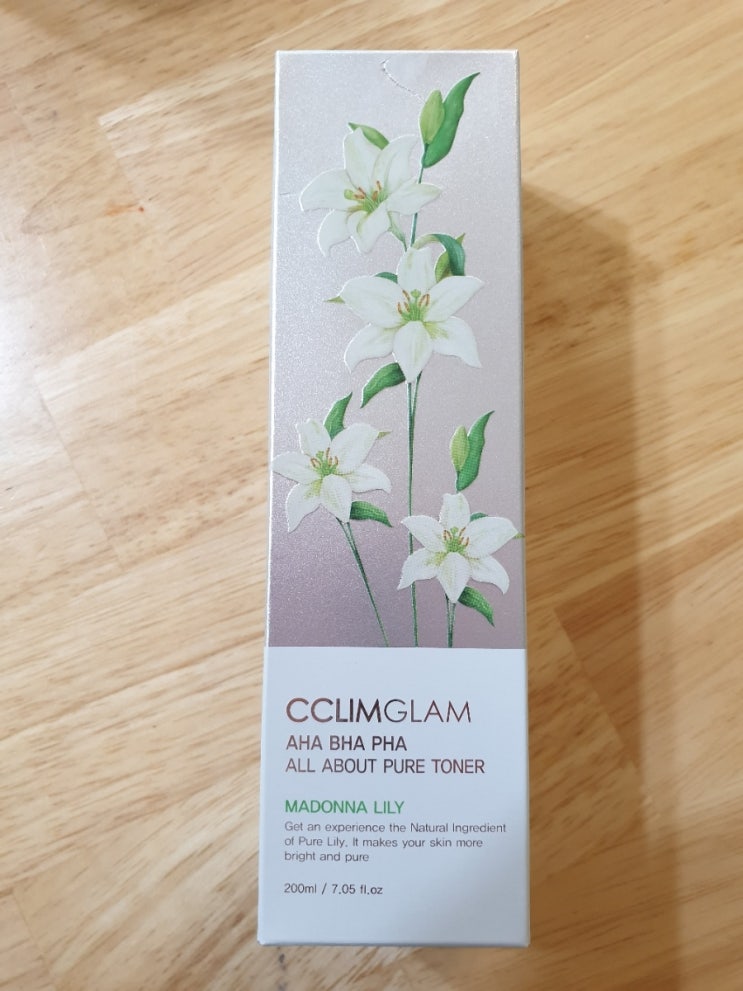 CCLIMGLAM
AHA BHA PHA
ALL ABOUT PURE TONER
MADONNA LILY
Get an experience the Natural Ingredient
of Pure Lily, It makes your skin more
bright and pure
200ml / 7.05 fl.oz